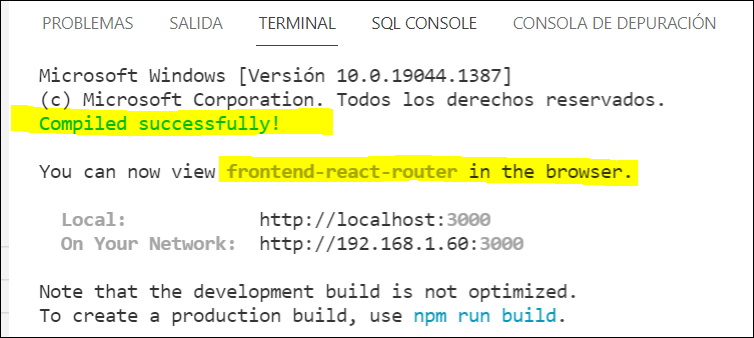 PROBLEMAS SALIDA TERMINAL SQL CONSOLE CONSOLA DE DEPURACIÓN
Microsoft Windows [Versión 10.0.19044.1387]
(c) Microsoft Corporation. Todos los derechos reservados.
Compiled successfully!
You can now view frontend-react-router in the browser.
Local: http://localhost:3000
On Your Network: http://192.168.1.60:3000
Note that the development build is not optimized.
To create a production build, use npm run build.